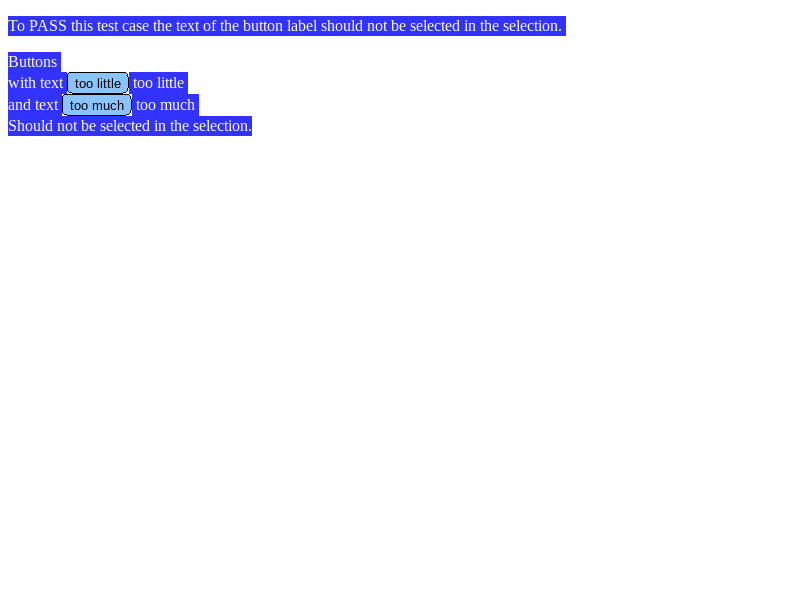 To PASS this test case the text of the button label should not be selected in the selection.
Buttons
with text too little too little
and text too much too much
Should not be selected in the selection.